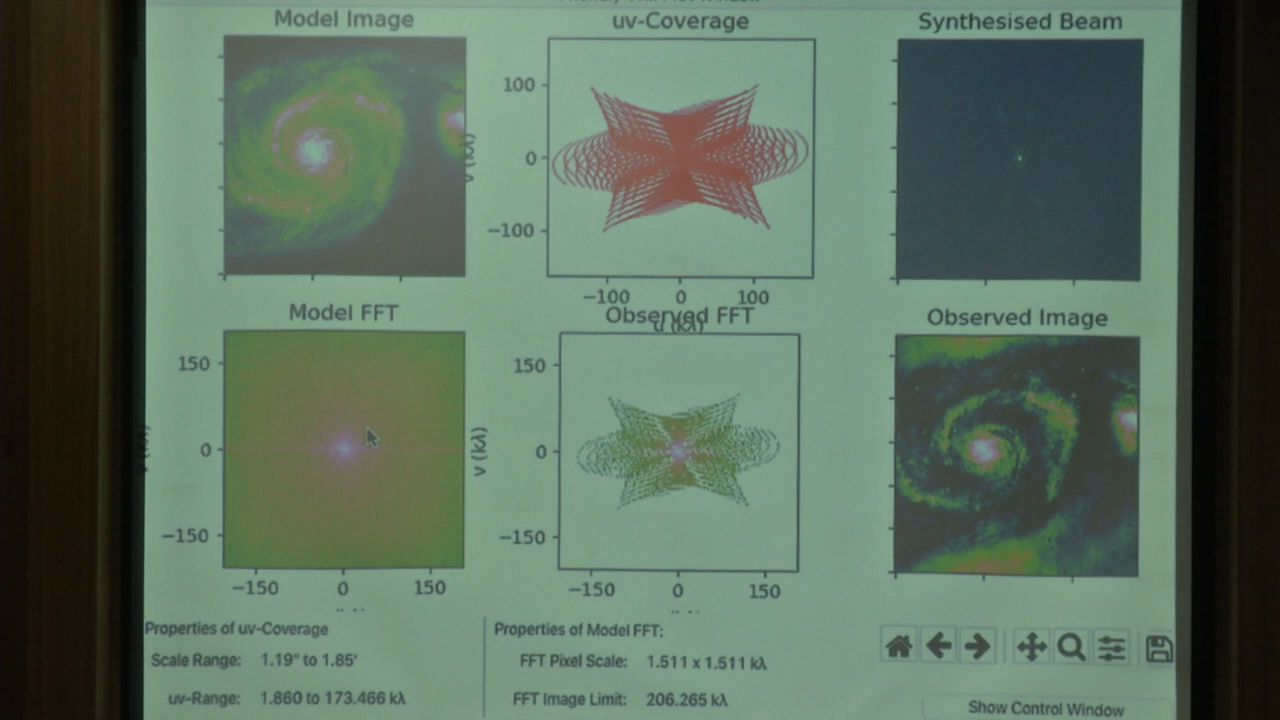 Model Image
uv-Coverage
Synthesised Beam
100
0
−100
v (kλ)
−100 0 100
u (kλ)
Model FFT
Observed FFT
Observed Image
150
0
−150
−150 0 150
v (kλ)
150
0
−150
−150 0 150
Properties of uv-Coverage
Scale Range: 1.19" to 1.85'
uv-Range: 1.860 to 173.466 kλ
Properties of Model FFT:
FFT Pixel Scale: 1.511 x 1.511 kλ
FFT Image Limit: 206.265 kλ
Show Control Window